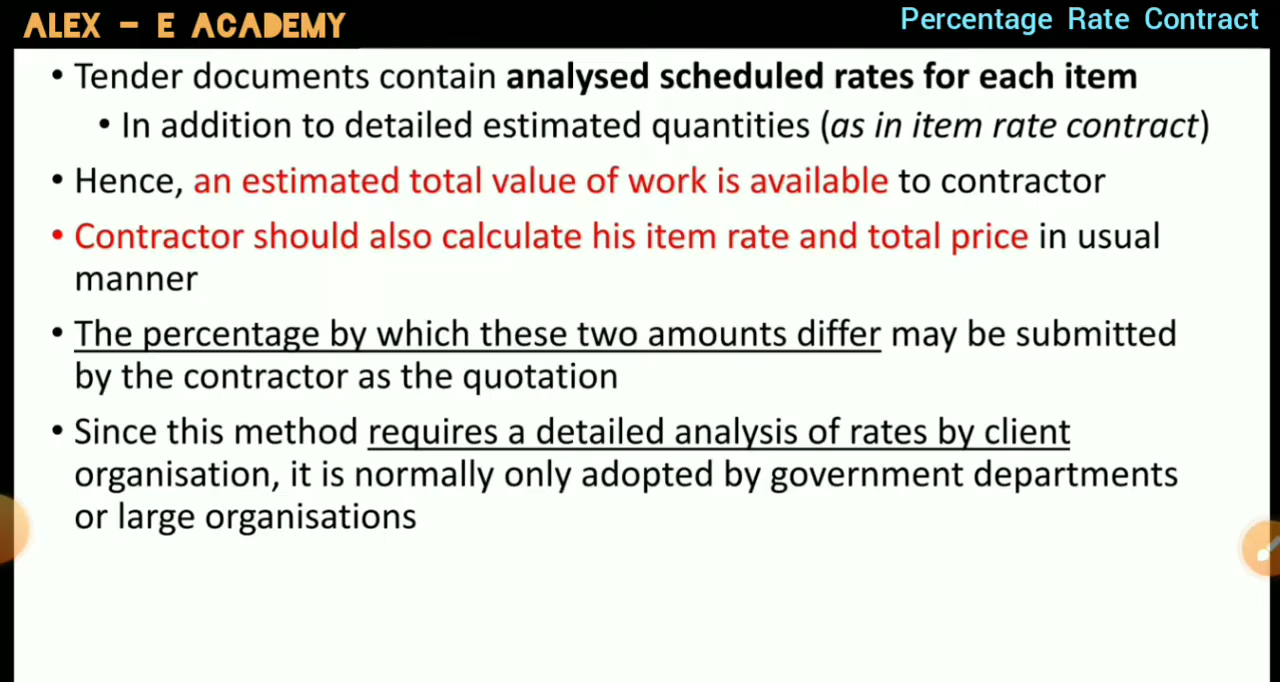 ALEX - E ACADEMY
Percentage Rate Contract
• Tender documents contain analysed scheduled rates for each item
• In addition to detailed estimated quantities (as in item rate contract)
• Hence, an estimated total value of work is available to contractor
• Contractor should also calculate his item rate and total price in usual
manner
• The percentage by which these two amounts differ may be submitted
by the contractor as the quotation
• Since this method requires a detailed analysis of rates by client
organisation, it is normally only adopted by government departments
or large organisations